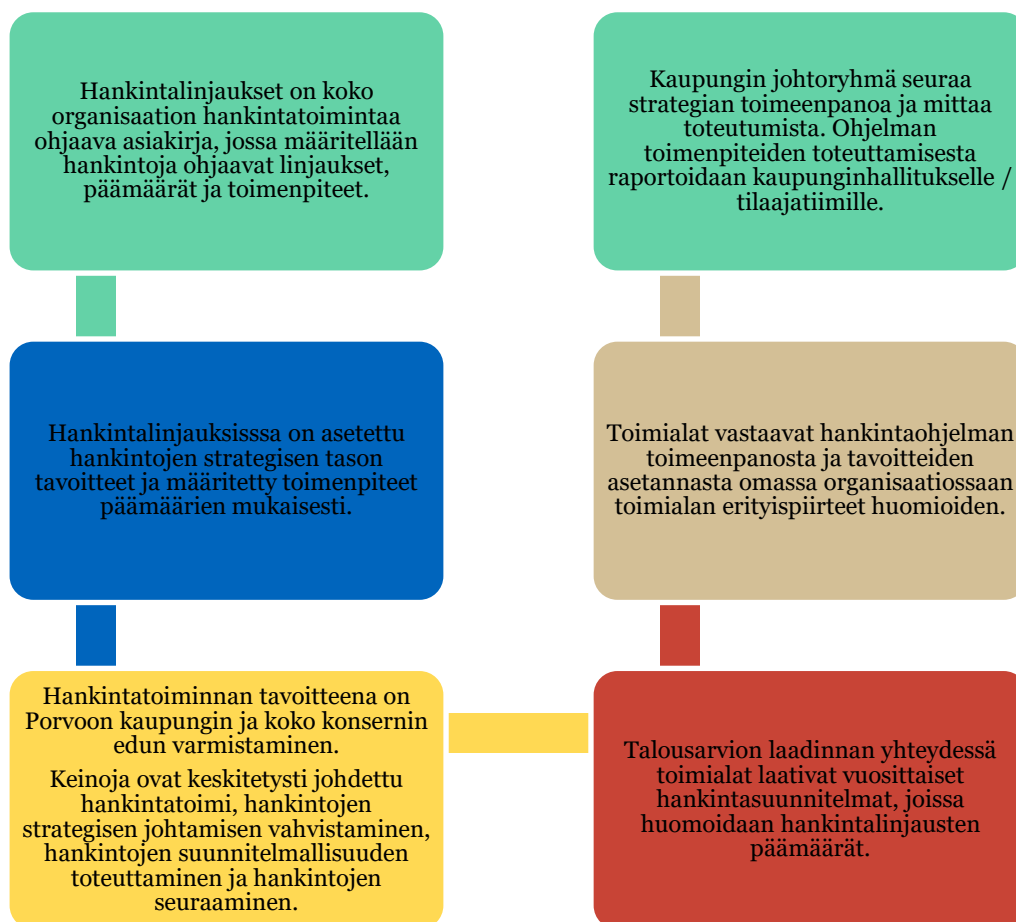 Hankintalinjaukset on koko
organisaation hankintatoimintaa
ohjaava asiakirja, jossa määritellään
hankintoja ohjaavat linjaukset,
päämäärät ja toimenpiteet.
Hankintalinjauksisssa on asetettu
hankintojen strategisen tason
tavoitteet ja määritetty toimenpiteet
päämäärien mukaisesti.
Hankintatoiminnan tavoitteena on
Porvoon kaupungin ja koko konsernin
edun varmistaminen.
Keinoja ovat keskitetysti johdettu
hankintatoimi, hankintojen
strategisen johtamisen vahvistaminen,
hankintojen suunnitelmallisuuden
toteuttaminen ja hankintojen
seuraaminen.
Talousarvion laadinnan yhteydessä
toimialat laativat vuosittaiset
hankintasuunnitelmat, joissa
huomoidaan hankintalinjausten
päämäärät.
Toimialat vastaavat hankintaohjelman
toimeenpanosta ja tavoitteiden
asetannasta omassa organisaatiossaan
toimialan erityispiirteet huomioiden.
Kaupungin johtoryhmä seuraa
strategian toimeenpanoa ja mittaa
toteutumista. Ohjelman
toimenpiteiden toteuttamisesta
raportoidaan kaupunginhallitukselle /
tilaajatiimille.